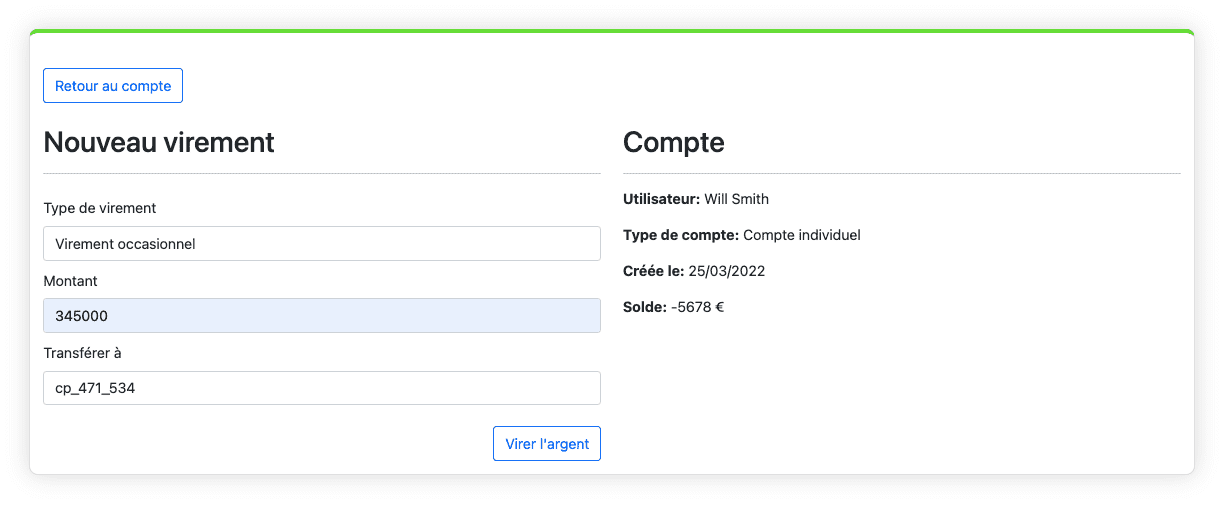 Retour au compte
Nouveau virement
Type de virement
Virement occasionnel
Montant
345000
Transférer à
cp_471_534
Virer l'argent
Compte
Utilisateur: Will Smith
Type de compte: Compte individuel
Créée le: 25/03/2022
Solde: -5678 €